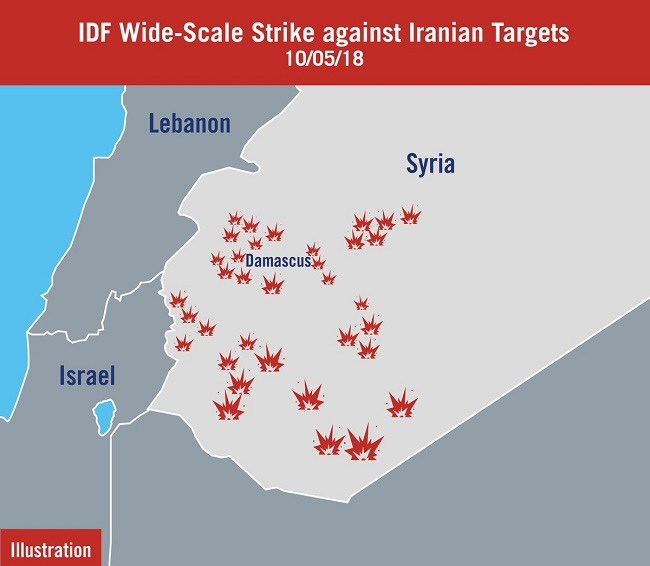 IDF Wide-Scale Strike against Iranian Targets
10/05/18
Lebanon
Syria
Damascus
Israel
Illustration